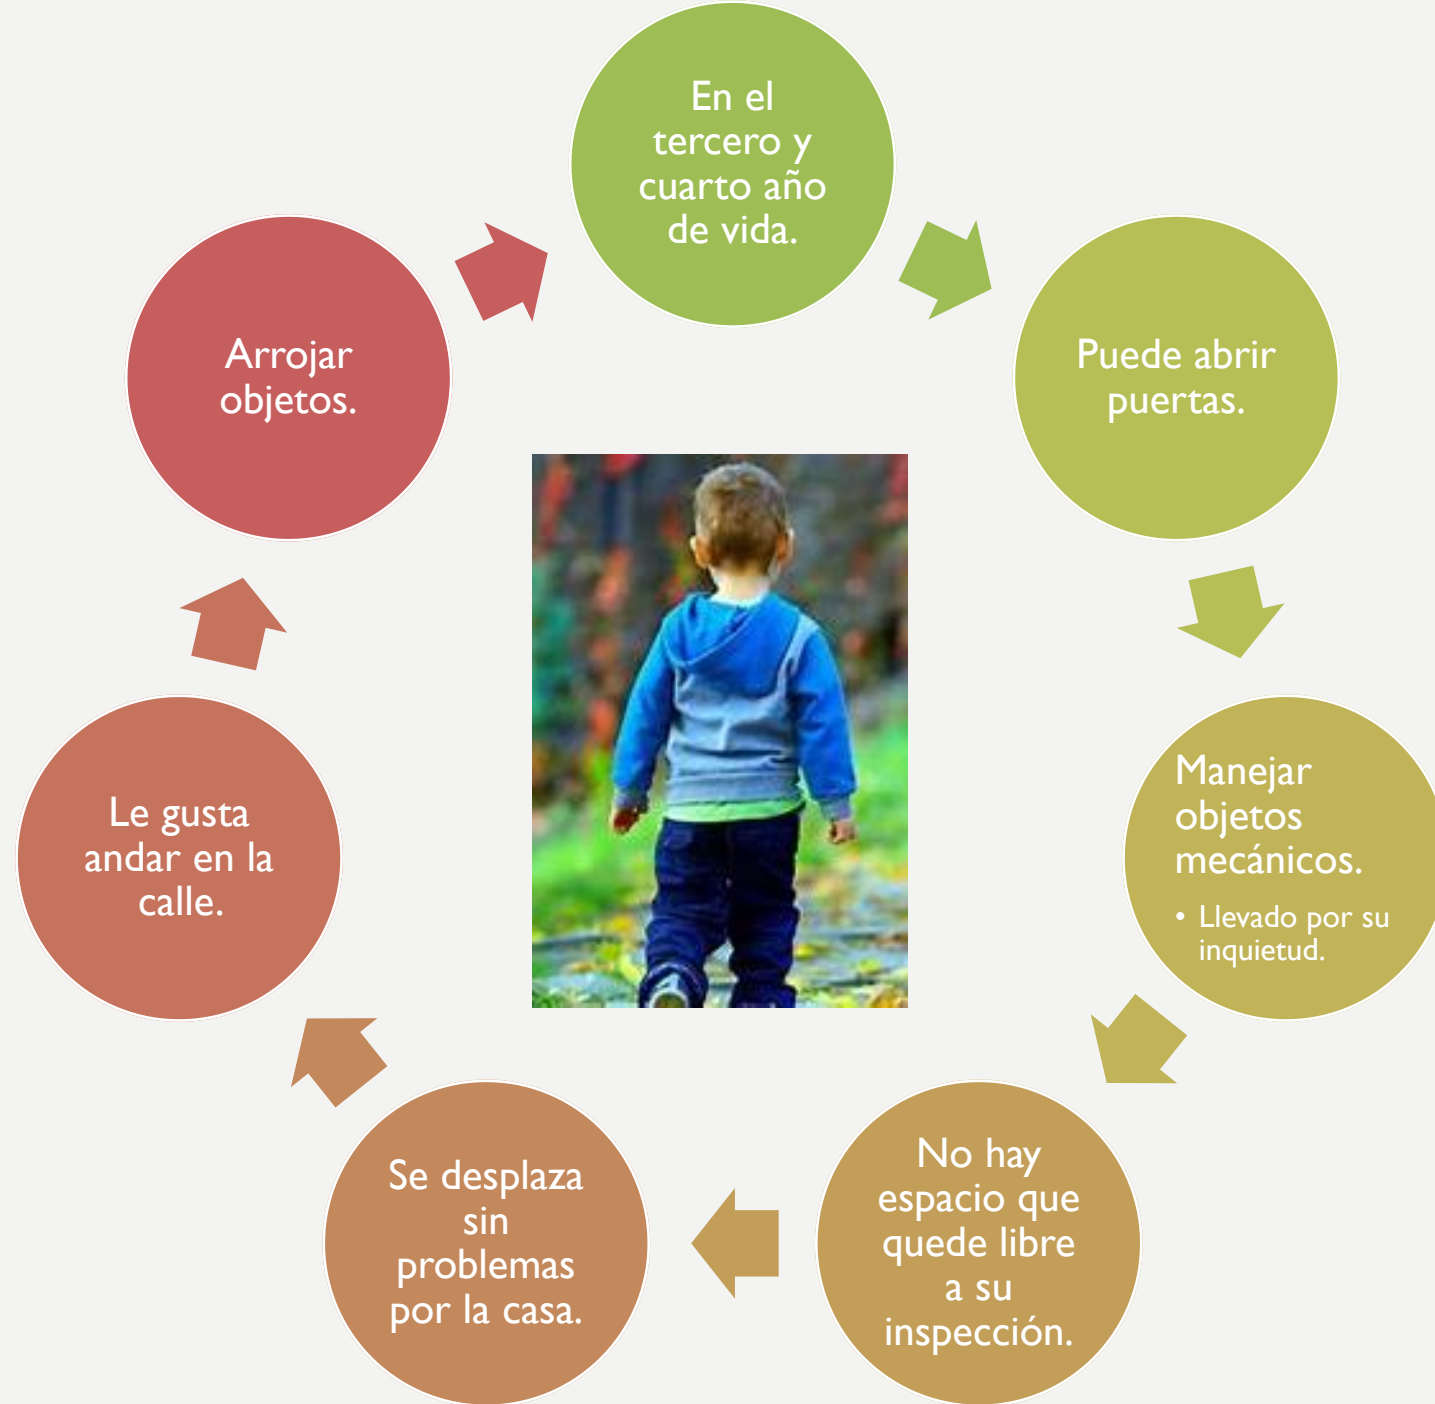 En el
tercero y
cuarto año
de vida.
Puede abrir
puertas.
Manejar
objetos
mecánicos.
• Llevado por su
inquietud.
No hay
espacio que
quede libre
a su
inspección.
Se desplaza
sin
problemas
por la casa.
Le gusta
andar en la
calle.
Arrojar
objetos.